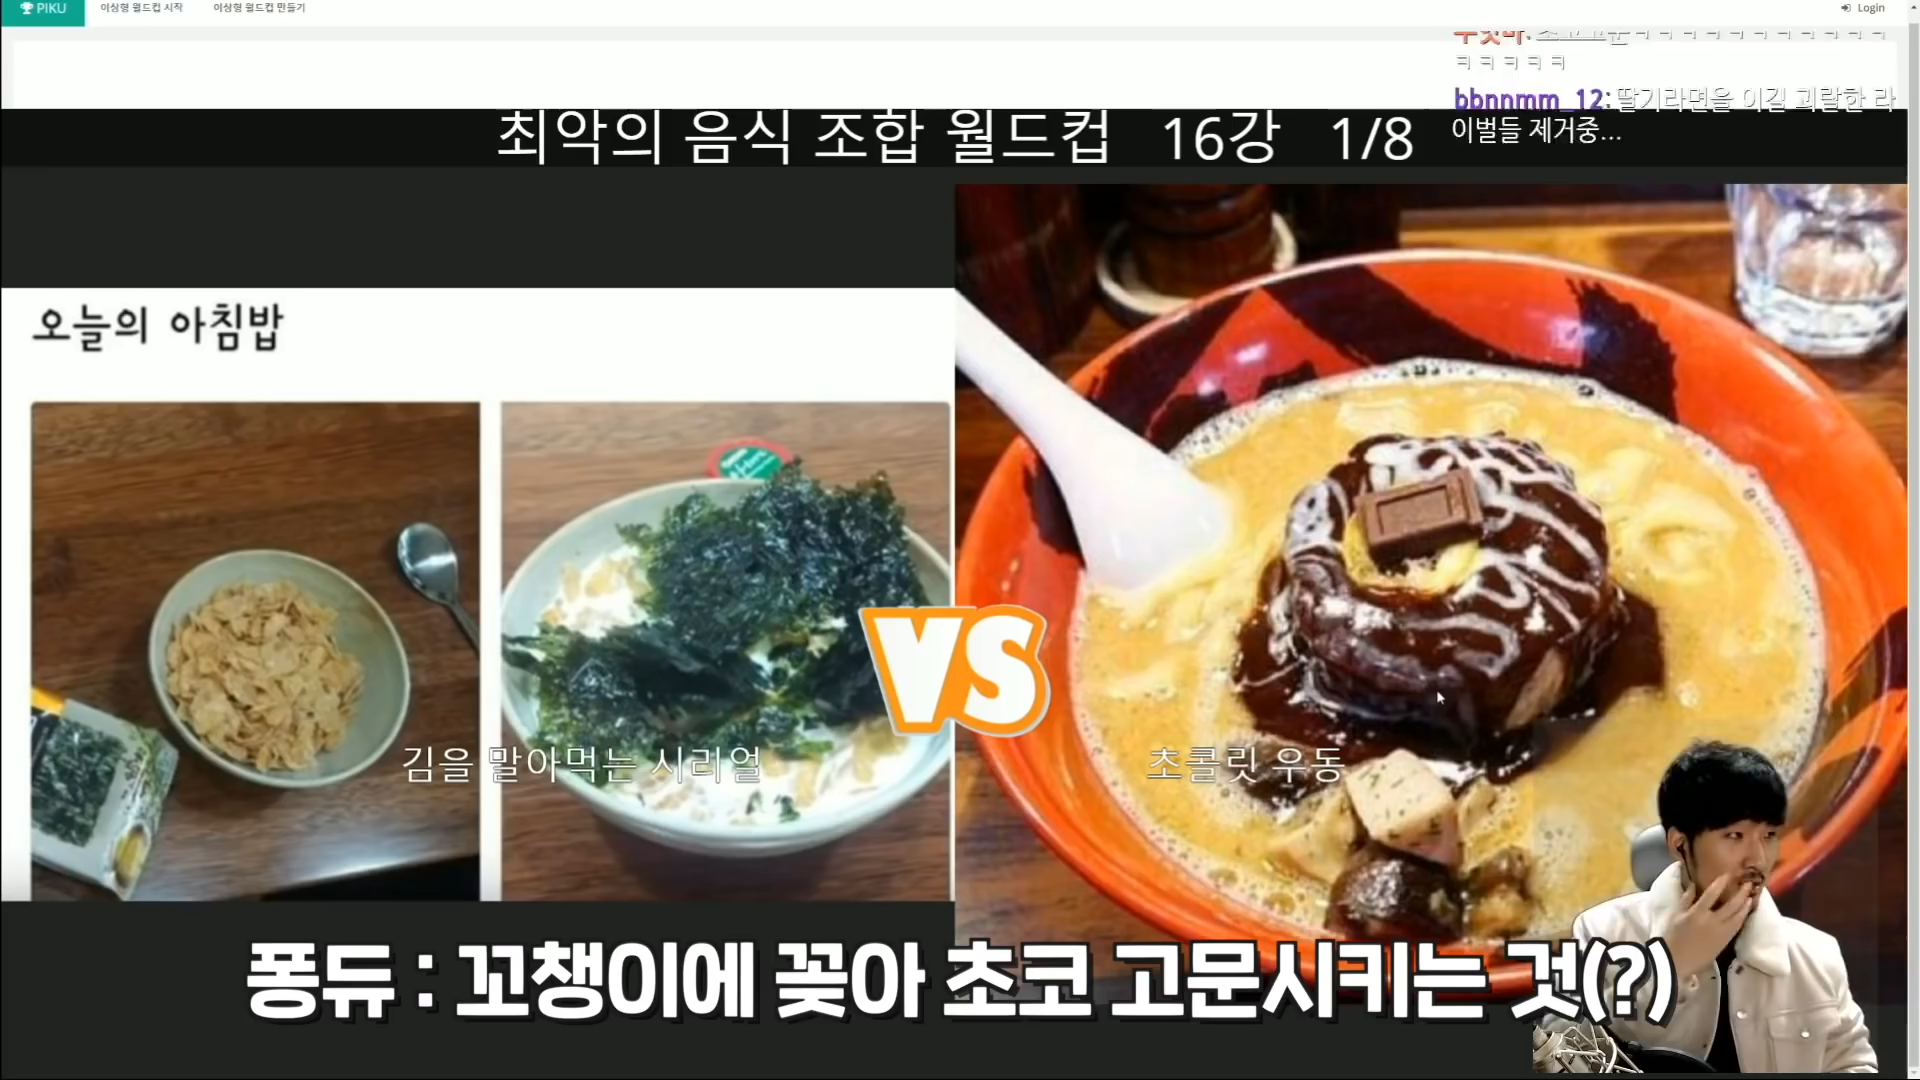 PIKU 이상형 월드컵 시작 이상형 월드컵 만들기 Login
ㅋㅋㅋㅋㅋ
bbnnmm_12: 딸기라면을 이길 괴랄한 라
이벌들 제거중...
최악의 음식 조합 월드컵 16강 1/8
오늘의 아침밥
VS
김을 말아먹는 시리얼
초콜릿 우동
퐁듀 : 꼬챙이에 꽂아 초코 고문시키는 것(?)